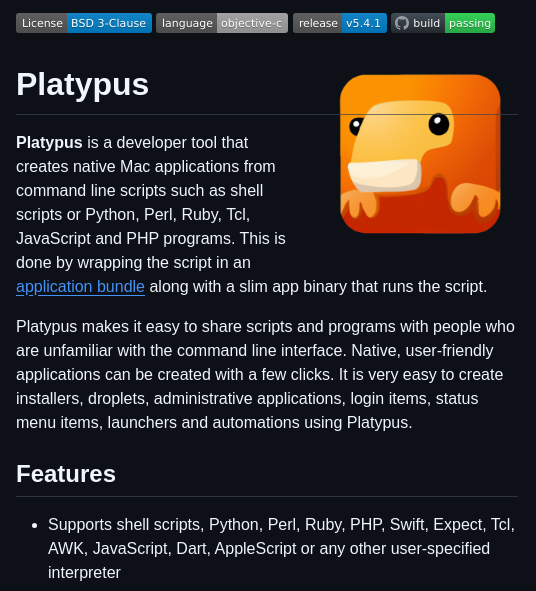 License BSD 3-Clause language objective-c release v5.4.1 build passing
Platypus
Platypus is a developer tool that
creates native Mac applications from
command line scripts such as shell
scripts or Python, Perl, Ruby, Tcl,
JavaScript and PHP programs. This is
done by wrapping the script in an
application bundle along with a slim app binary that runs the script.
Platypus makes it easy to share scripts and programs with people who
are unfamiliar with the command line interface. Native, user-friendly
applications can be created with a few clicks. It is very easy to create
installers, droplets, administrative applications, login items, status
menu items, launchers and automations using Platypus.
Features
• Supports shell scripts, Python, Perl, Ruby, PHP, Swift, Expect, Tcl,
AWK, JavaScript, Dart, AppleScript or any other user-specified
interpreter